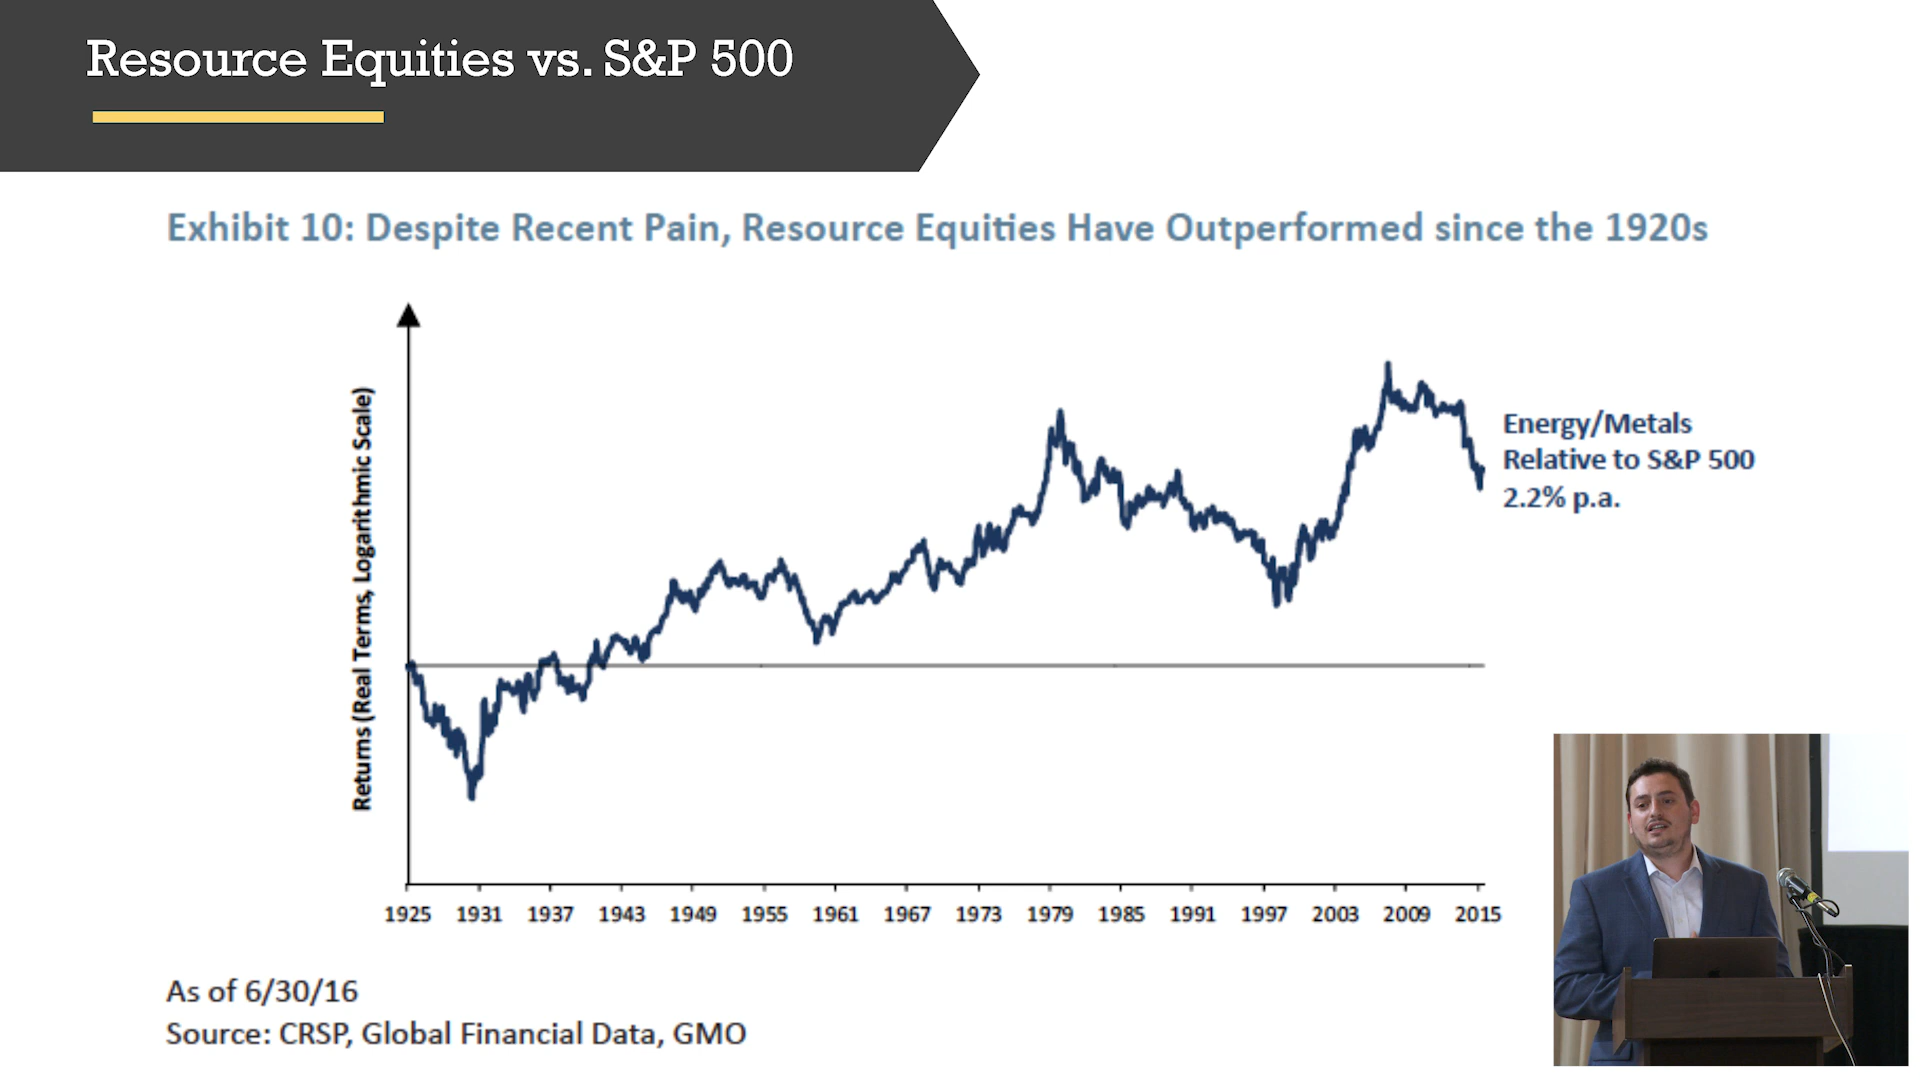 Resource Equities vs. S&P 500
Exhibit 10: Despite Recent Pain, Resource Equities Have Outperformed since the 1920s
Returns (Real Terms, Logarithmic Scale)
Energy/Metals
Relative to S&P 500
2.2% p.a.
1925 1931 1937 1943 1949 1955 1961 1967 1973 1979 1985 1991 1997 2003 2009 2015
As of 6/30/16
Source: CRSP, Global Financial Data, GMO